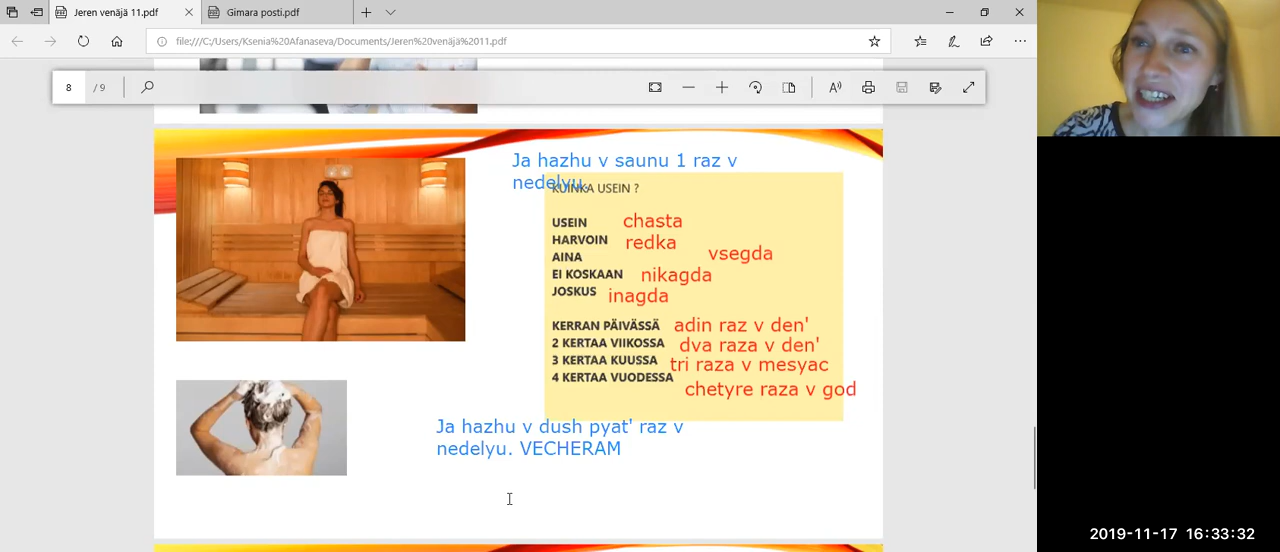 Jeren venäjä 11.pdf
Gimara posti.pdf
file:///C:/Users/Ksenia%20Afanaseva/Documents/Jeren%20venäjä%2011.pdf
8 / 9
Ja hazhu v saunu 1 raz v
nedelyu.
KUINKA USEIN ?
USEIN chasta
HARVOIN redka
AINA vsegda
EI KOSKAAN nikagda
JOSKUS inagda
KERRAN PÄIVÄSSÄ adin raz v den'
2 KERTAA VIIKOSSA dva raza v den'
3 KERTAA KUUSSA tri raza v mesyac
4 KERTAA VUODESSA chetyre raza v god
Ja hazhu v dush pyat' raz v
nedelyu. VECHERAM
2019-11-17 16:33:32